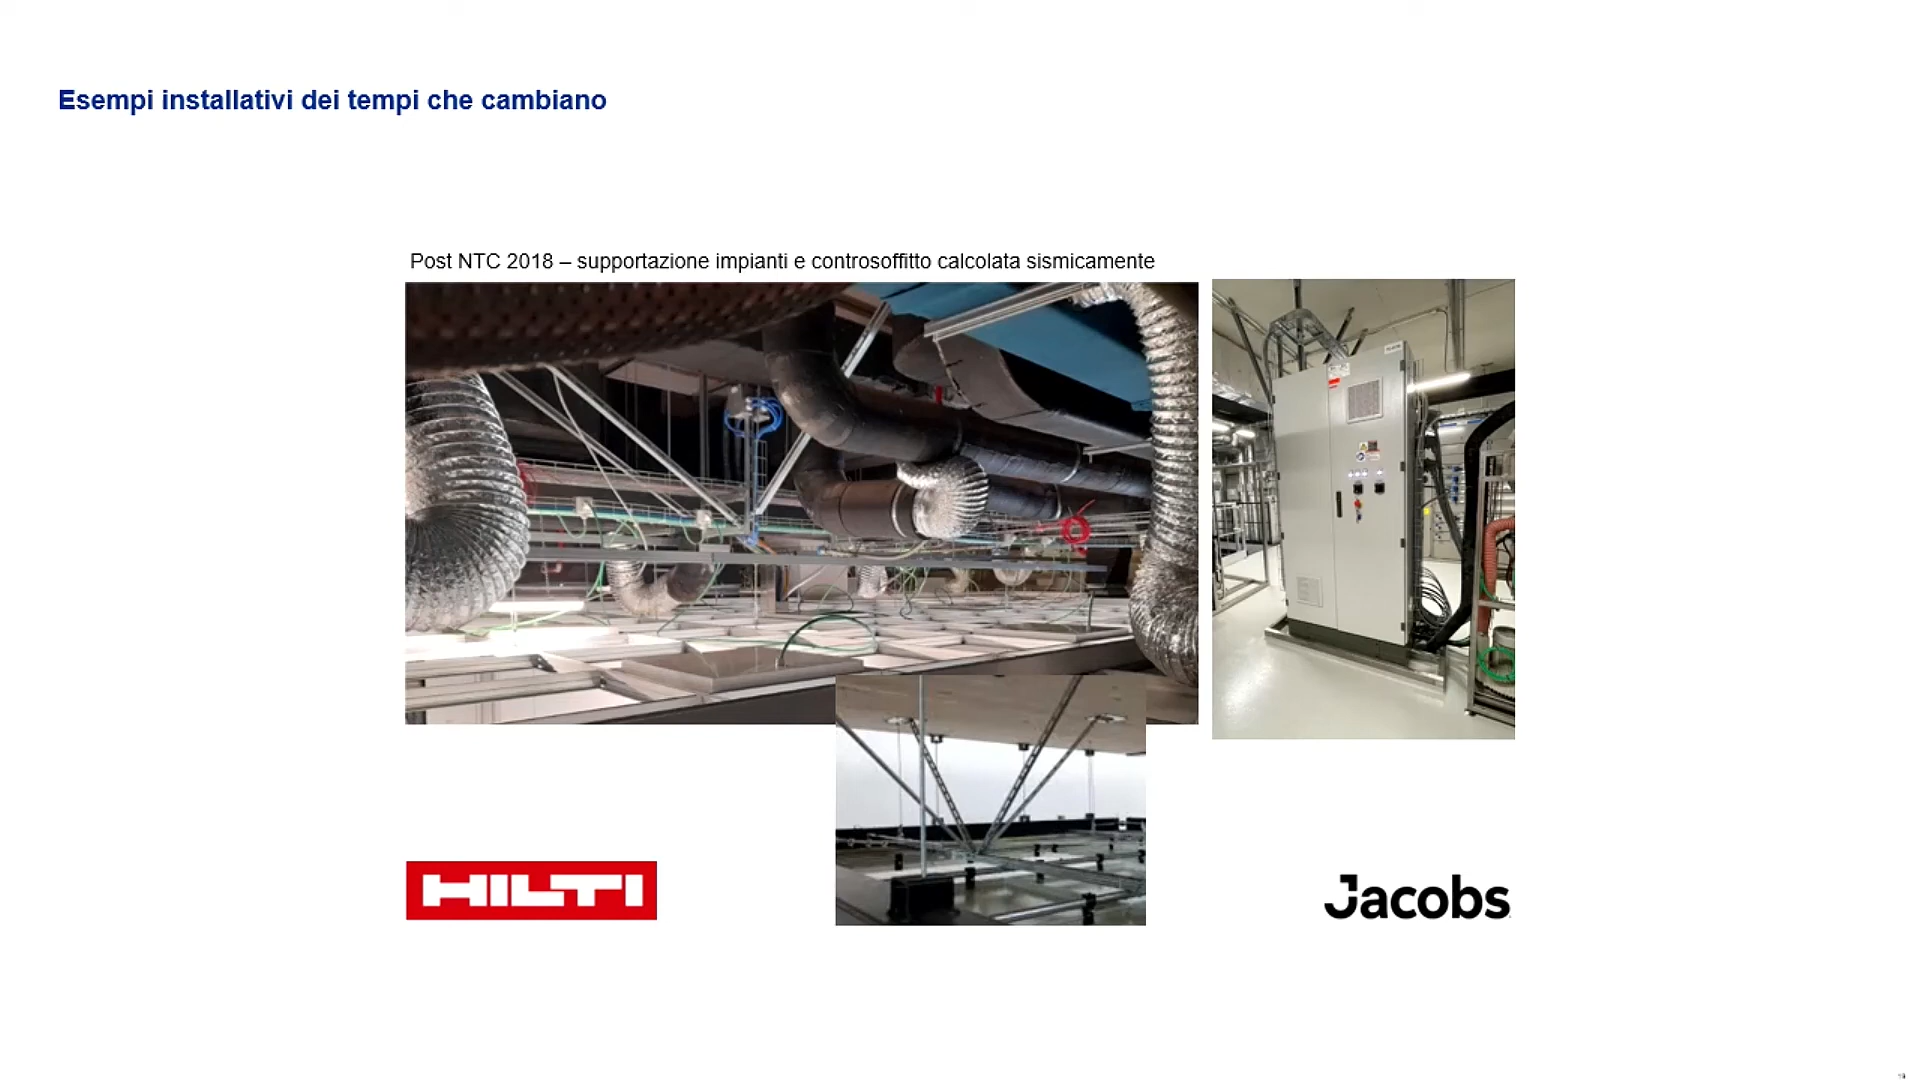 Esempi installativi dei tempi che cambiano
Post NTC 2018 – supportazione impianti e controsoffitto calcolata sismicamente
HILTI
Jacobs